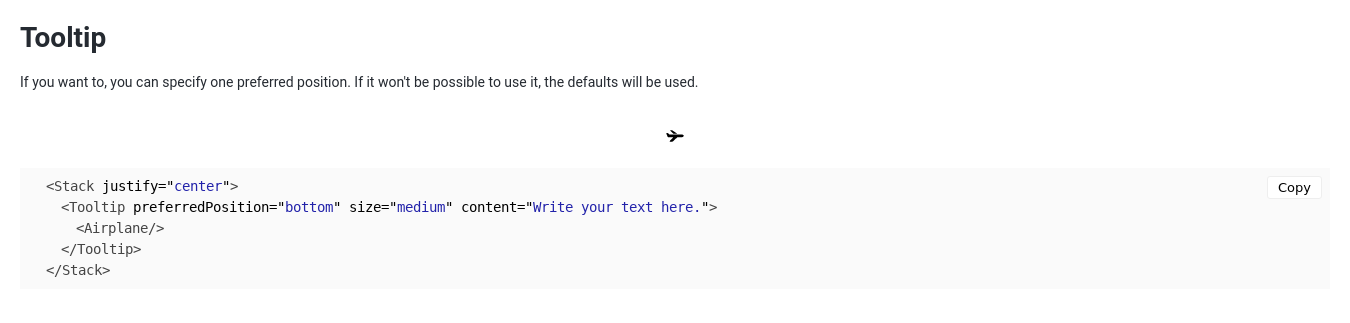 Tooltip
If you want to, you can specify one preferred position. If it won't be possible to use it, the defaults will be used.
<Stack justify="center">
Copy
<Tooltip preferredPosition="bottom" size="medium" content="Write your text here.">
<Airplane/>
</Tooltip>
</Stack>